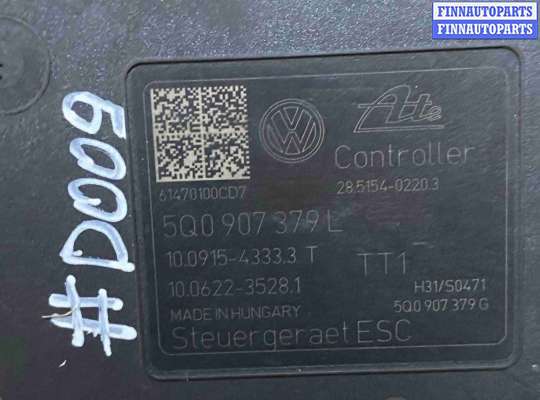 FINNAUTOPARTS
FINNAUTOPARTS
#D009
Ate
Controller
61470100CD7
28.5154-0220.3
5Q0 907 379 L
10.0915-4333.3 T
TT1
10.0622-3528.1
H31/S0471
MADE IN HUNGARY
5Q0 907 379 G
Steuergeraet ESC